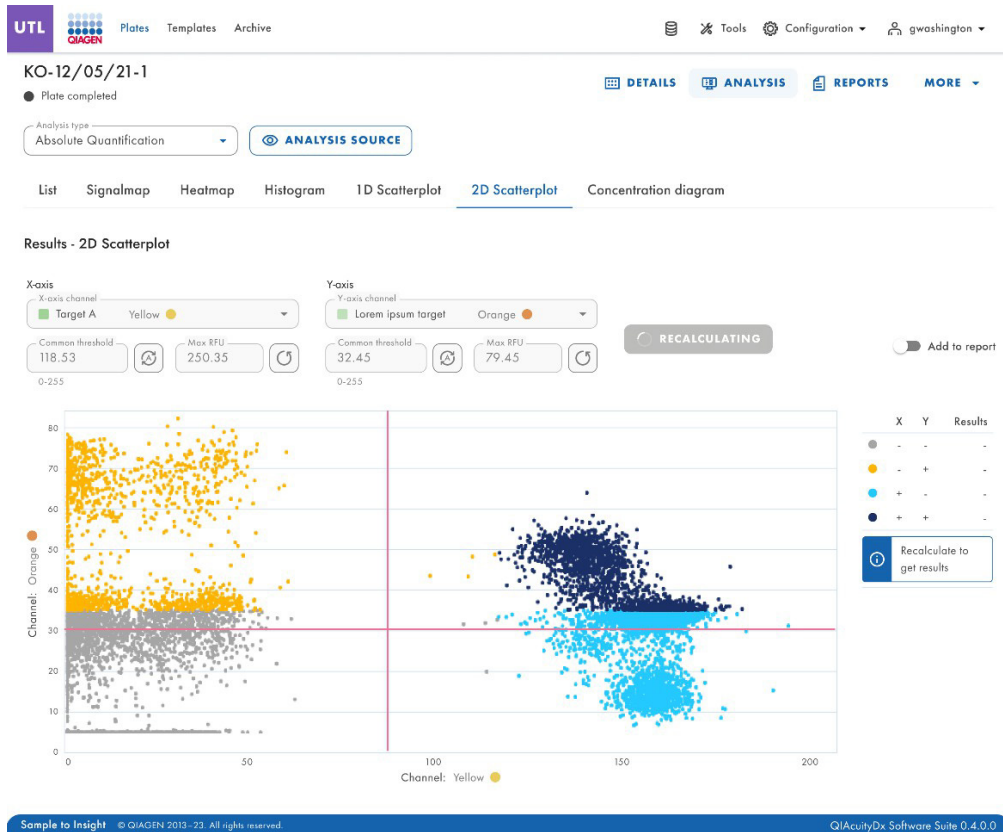 UTL QIAGEN Plates Templates Archive Tools Configuration gwashington
KO-12/05/21-1
Plate completed
DETAILS ANALYSIS REPORTS MORE
Analysis type
Absolute Quantification
ANALYSIS SOURCE
List Signalmap Heatmap Histogram 1D Scatterplot 2D Scatterplot Concentration diagram
Results - 2D Scatterplot
X-axis Y-axis
X-axis channel Y-axis channel
Target A Yellow Lorem ipsum target Orange
RECALCULATING
Common threshold Max RFU Common threshold Max RFU
118.53 A 250.35 32.45 A 79.45
Add to report
0-255 0-255
X Y Results
- - -
- + -
+ - -
+ + -
Recalculate to
get results
80
70
60
50
40
30
20
10
0
Channel: Orange
0 50 100 150 200
Channel: Yellow
Sample to Insight © QIAGEN 2013–23. All rights reserved. QIAcuityDx Software Suite 0.4.0.0